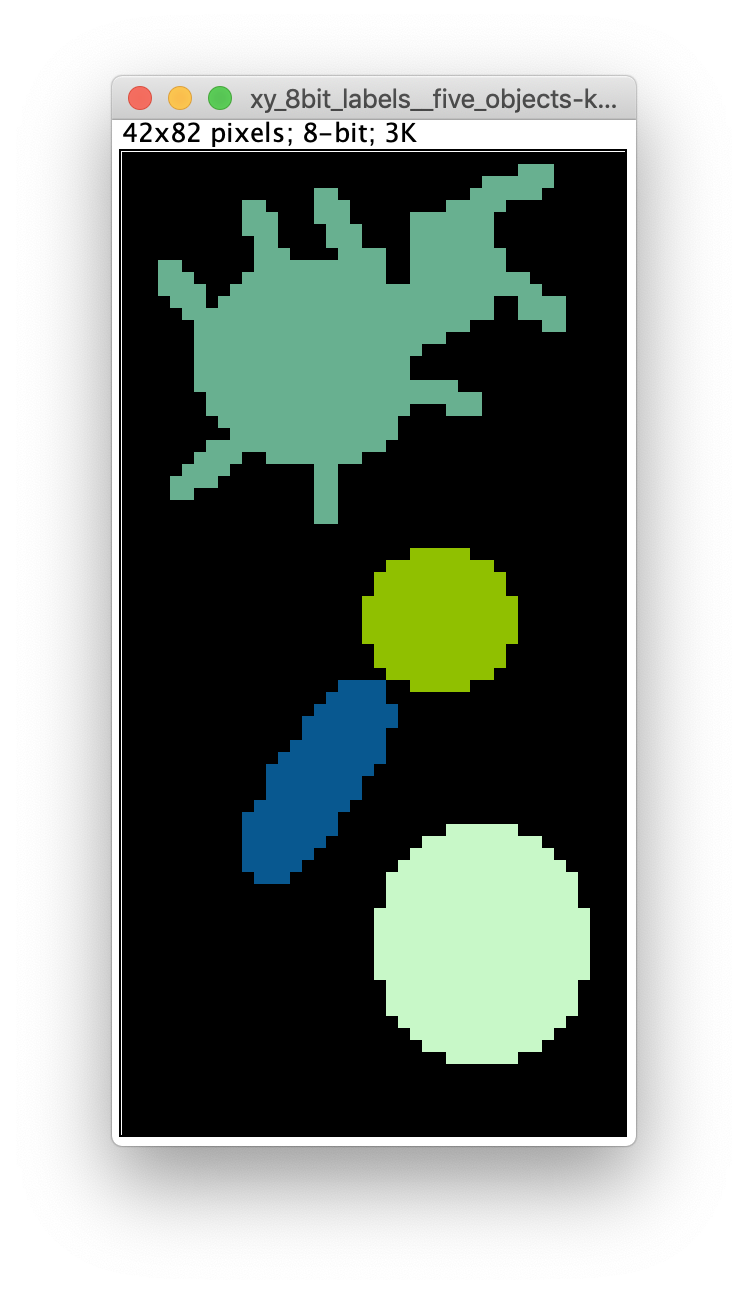 xy_8bit_labels__five_objects-k...
42x82 pixels; 8-bit; 3K